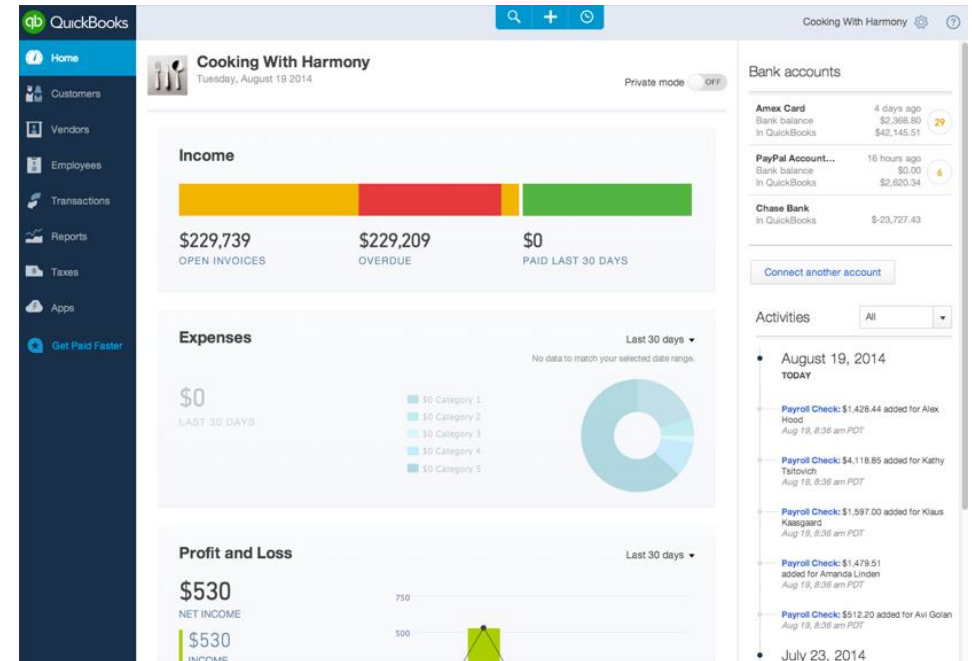 qb QuickBooks
Cooking With Harmony
Home
Customers
Vendors
Employees
Transactions
Reports
Taxes
Apps
Get Paid Faster
Cooking With Harmony
Tuesday, August 19 2014
Private mode OFF
Income
$229,739
OPEN INVOICES
$229,209
OVERDUE
$0
PAID LAST 30 DAYS
Expenses
Last 30 days
No data to match your selected date range.
$0
LAST 30 DAYS
$0 Category 1
$0 Category 2
$0 Category 3
$0 Category 4
$0 Category 5
Profit and Loss
Last 30 days
$530
NET INCOME
$530
INCOME
750
500
Bank accounts
Amex Card 4 days ago
Bank balance $2,368.80 29
In QuickBooks $42,145.51
PayPal Account... 16 hours ago
Bank balance $0.00 6
In QuickBooks $2,620.34
Chase Bank
In QuickBooks $-23,727.43
Connect another account
Activities All
August 19, 2014
TODAY
Payroll Check: $1,428.44 added for Alex
Hood
Aug 19, 8:36 am PDT
Payroll Check: $4,118.85 added for Kathy
Tsitovich
Aug 19, 8:36 am PDT
Payroll Check: $1,597.00 added for Klaus
Kaasgaard
Aug 19, 8:36 am PDT
Payroll Check: $1,479.51
added for Amanda Linden
Aug 19, 8:36 am PDT
Payroll Check: $512.20 added for Avi Golan
Aug 19, 8:36 am PDT
July 23, 2014